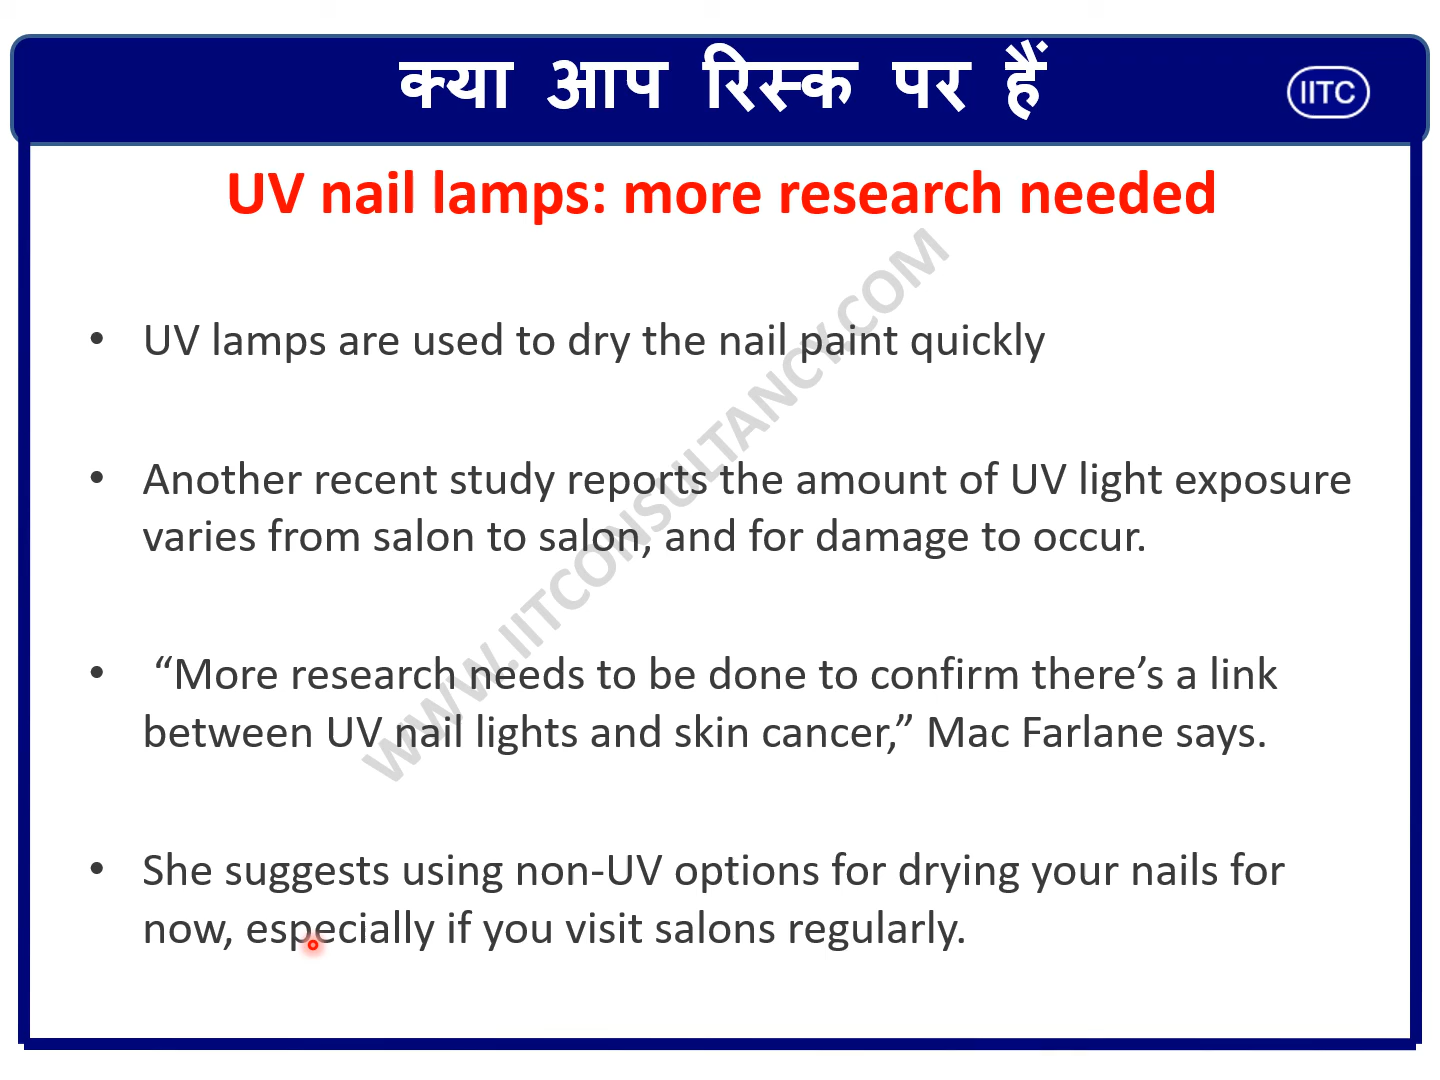 क्या आप रिस्क पर हैं
IITC
UV nail lamps: more research needed
• UV lamps are used to dry the nail paint quickly
• Another recent study reports the amount of UV light exposure
varies from salon to salon, and for damage to occur.
• “More research needs to be done to confirm there’s a link
between UV nail lights and skin cancer,” Mac Farlane says.
• She suggests using non-UV options for drying your nails for
now, especially if you visit salons regularly.
WWW.IITCONSULTANCY.COM